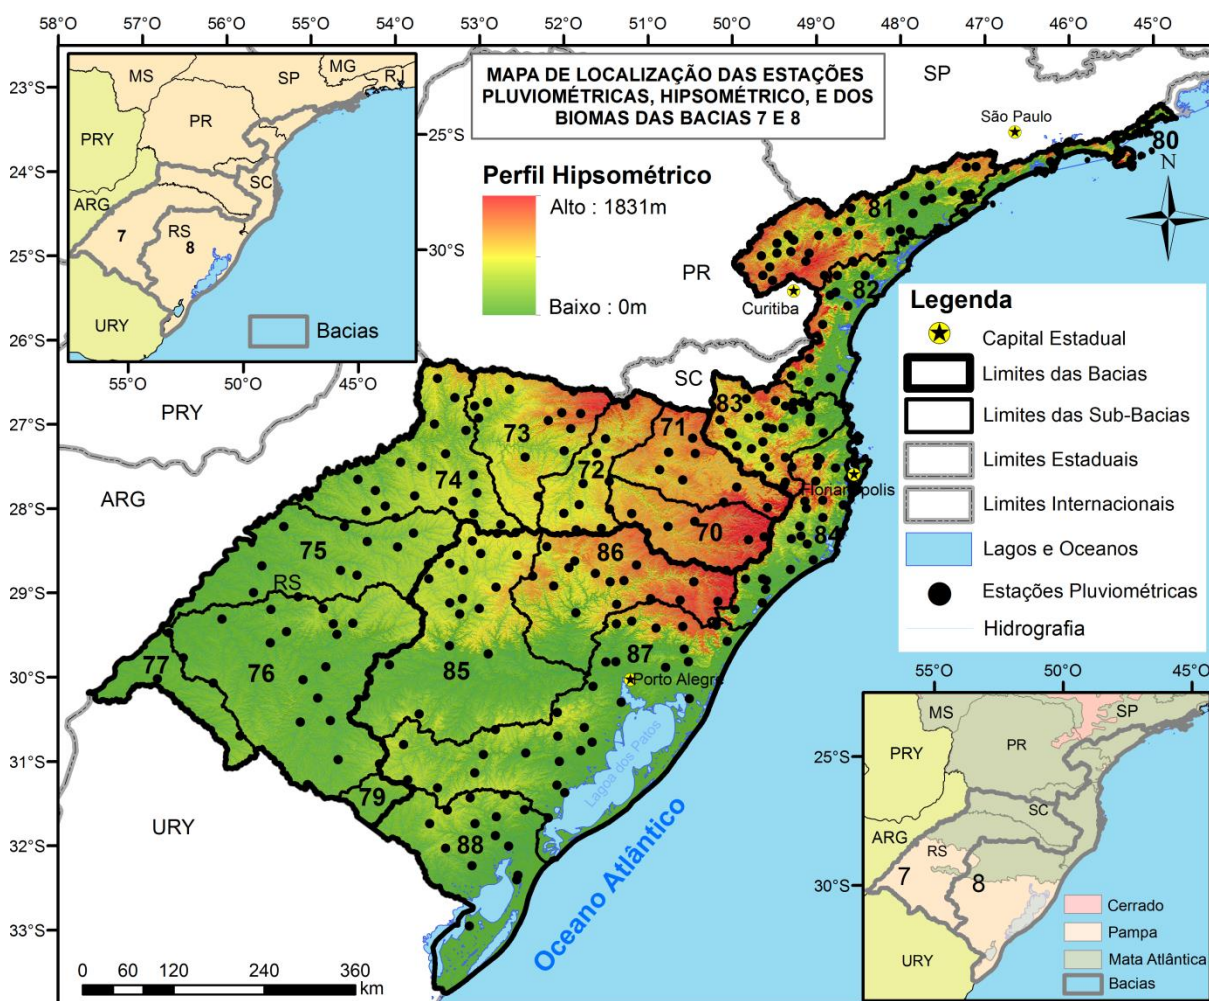 58°O 57°O 56°O 55°O 54°O 53°O 52°O 51°O 50°O 49°O 48°O 47°O 46°O 45°O
23°S
24°S
25°S
26°S
27°S
28°S
29°S
30°S
31°S
32°S
33°S
MS
MG
RJ
SP
PR
PRY
SC
ARG
7
RS
8
URY
Bacias
25°S
30°S
55°O 50°O 45°O
MAPA DE LOCALIZAÇÃO DAS ESTAÇÕES
PLUVIOMÉTRICAS, HIPSOMÉTRICO, E DOS
BIOMAS DAS BACIAS 7 E 8
Perfil Hipsométrico
Alto : 1831m
Baixo : 0m
SP
São Paulo
80
N
81
PR
82
Curitiba
SC
PRY
83
73
71
72
74
Florianópolis
ARG
70
84
75
86
RS
87
77
76
85
Porto Alegre
Lagoa dos Patos
79
URY
88
Oceano Atlântico
0 60 120 240 360
km
Legenda
Capital Estadual
Limites das Bacias
Limites das Sub-Bacias
Limites Estaduais
Limites Internacionais
Lagos e Oceanos
Estações Pluviométricas
Hidrografia
55°O 50°O 45°O
MS
SP
PR
25°S
PRY
SC
ARG
RS
7
8
30°S
URY
Cerrado
Pampa
Mata Atlântica
Bacias